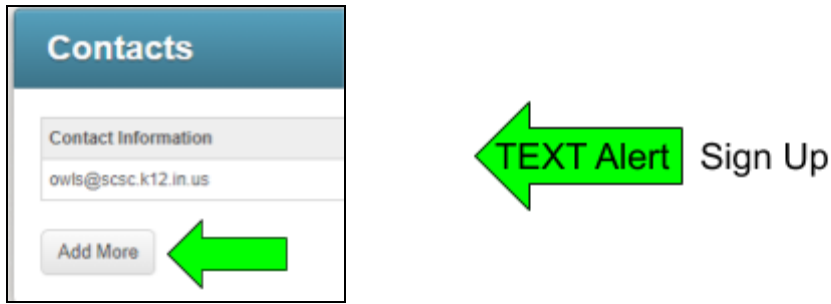 Contacts
Contact Information
owls@scsc.k12.in.us
Add More
TEXT Alert Sign Up